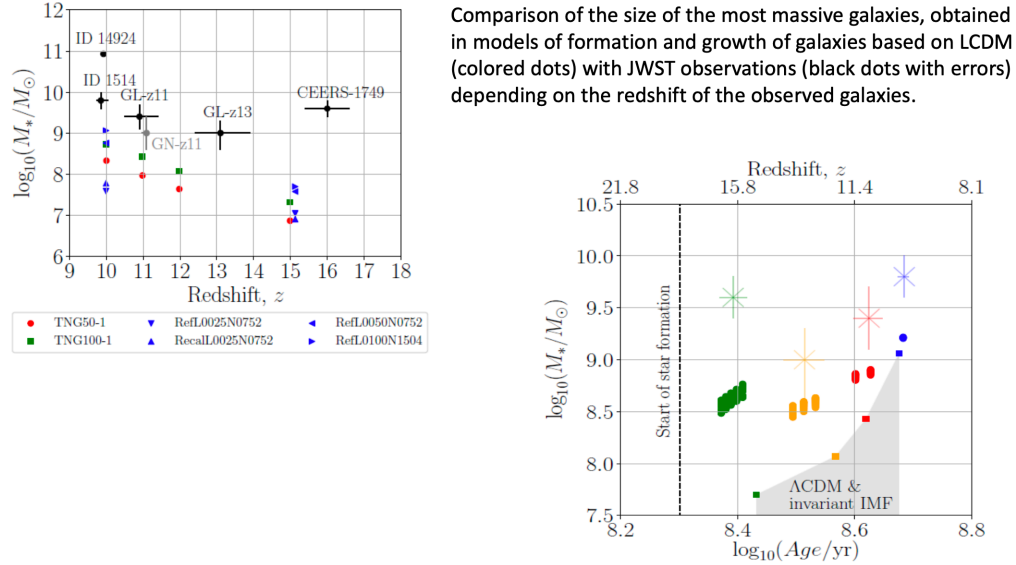 Comparison of the size of the most massive galaxies, obtained
in models of formation and growth of galaxies based on LCDM
(colored dots) with JWST observations (black dots with errors)
depending on the redshift of the observed galaxies.
12
11
10
9
8
7
6
log10(M*/M⊙)
ID 14924
ID 1514
GL-z11
GN-z11
GL-z13
CEERS-1749
9 10 11 12 13 14 15 16 17 18
Redshift, z
TNG50-1 RefL0025N0752 RefL0050N0752
TNG100-1 RecalL0025N0752 RefL0100N1504
Redshift, z
21.8 15.8 11.4 8.1
10.5
10.0
9.5
9.0
8.5
8.0
7.5
log10(M*/M⊙)
Start of star formation
ΛCDM &
invariant IMF
8.2 8.4 8.6 8.8
log10(Age/yr)